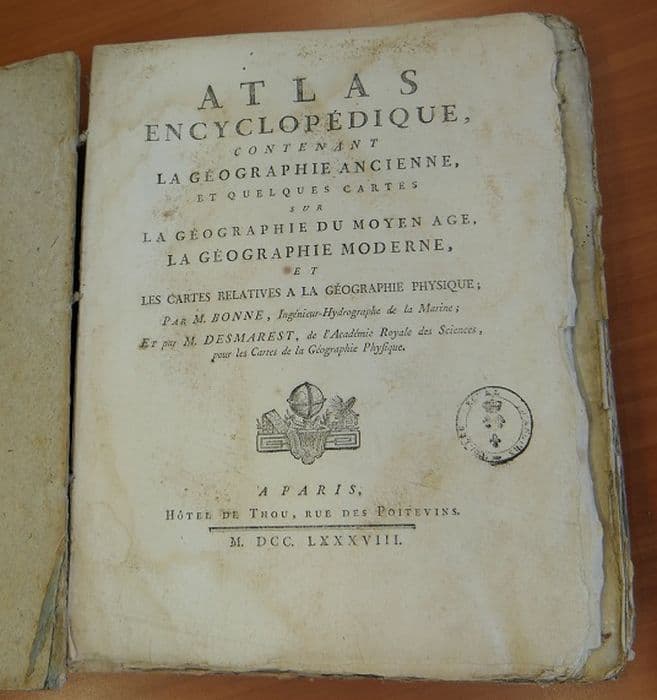 ATLAS
ENCYCLOPÉDIQUE,
CONTENANT
LA GÉOGRAPHIE ANCIENNE,
ET QUELQUES CARTES
SUR
LA GÉOGRAPHIE DU MOYEN AGE,
LA GÉOGRAPHIE MODERNE,
ET
LES CARTES RELATIVES A LA GÉOGRAPHIE PHYSIQUE;
PAR M. BONNE, Ingénieur-Hydrographe de la Marine;
Et par M. DESMAREST, de l'Académie Royale des Sciences,
pour les Cartes de la Géographie Phyſique.
A PARIS,
HÔTEL DE THOU, RUE DES POITEVINS.
M. DCC. LXXXVIII.